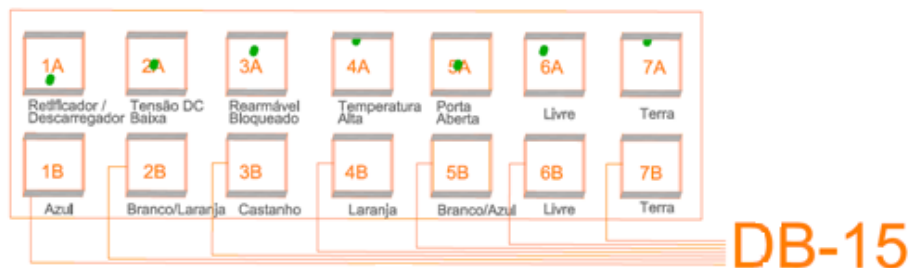 1A 2A 3A 4A 5A 6A 7A
Retificador / Tensão DC Rearmável Temperatura Porta Livre Terra
Descarregador Baixa Bloqueado Alta Aberta
1B 2B 3B 4B 5B 6B 7B
Azul Branco/Laranja Castanho Laranja Branco/Azul Livre Terra
DB-15